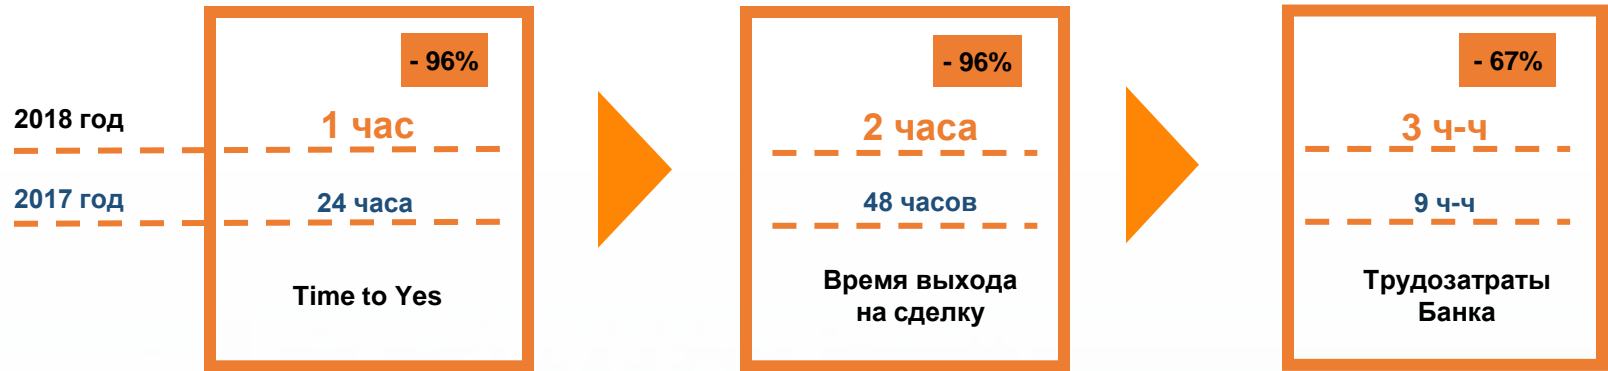 - 96%
- 96%
- 67%
2018 год
1 час
2 часа
3 ч-ч
2017 год
24 часа
48 часов
9 ч-ч
Time to Yes
Время выхода
на сделку
Трудозатраты
Банка